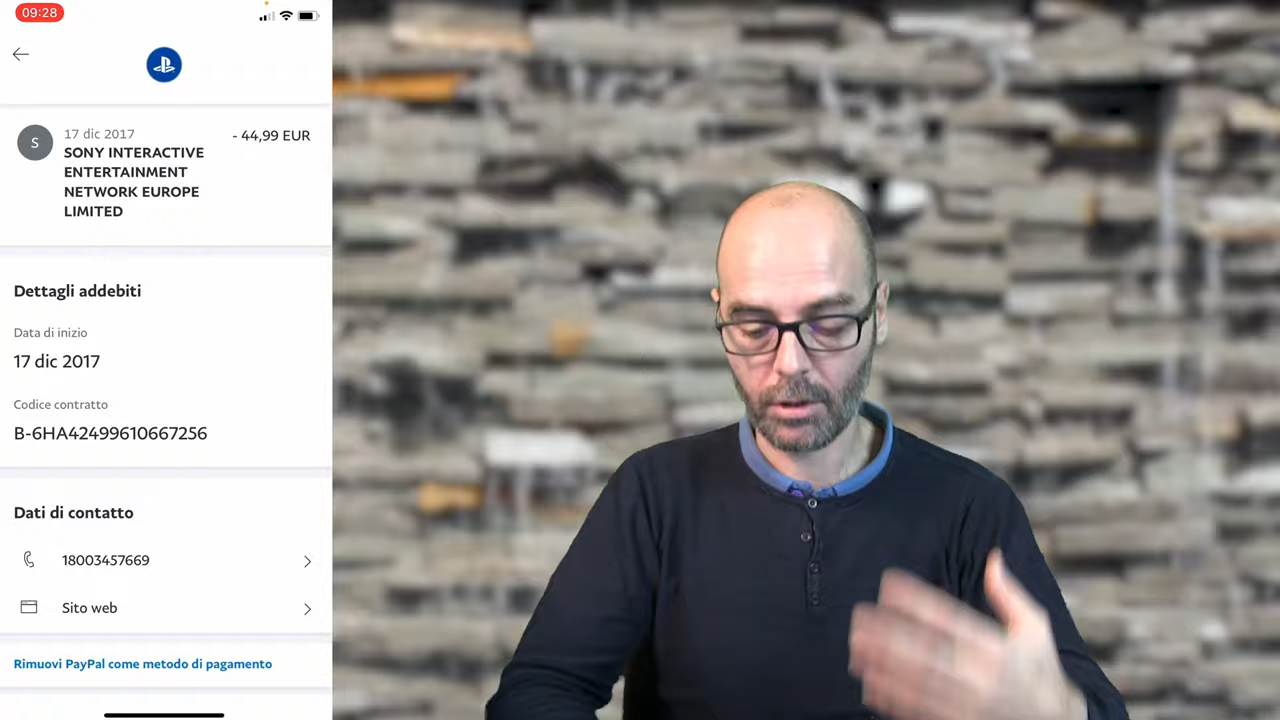 09:28
17 dic 2017
- 44,99 EUR
S
SONY INTERACTIVE
ENTERTAINMENT
NETWORK EUROPE
LIMITED
Dettagli addebiti
Data di inizio
17 dic 2017
Codice contratto
B-6HA42499610667256
Dati di contatto
18003457669
Sito web
Rimuovi PayPal come metodo di pagamento